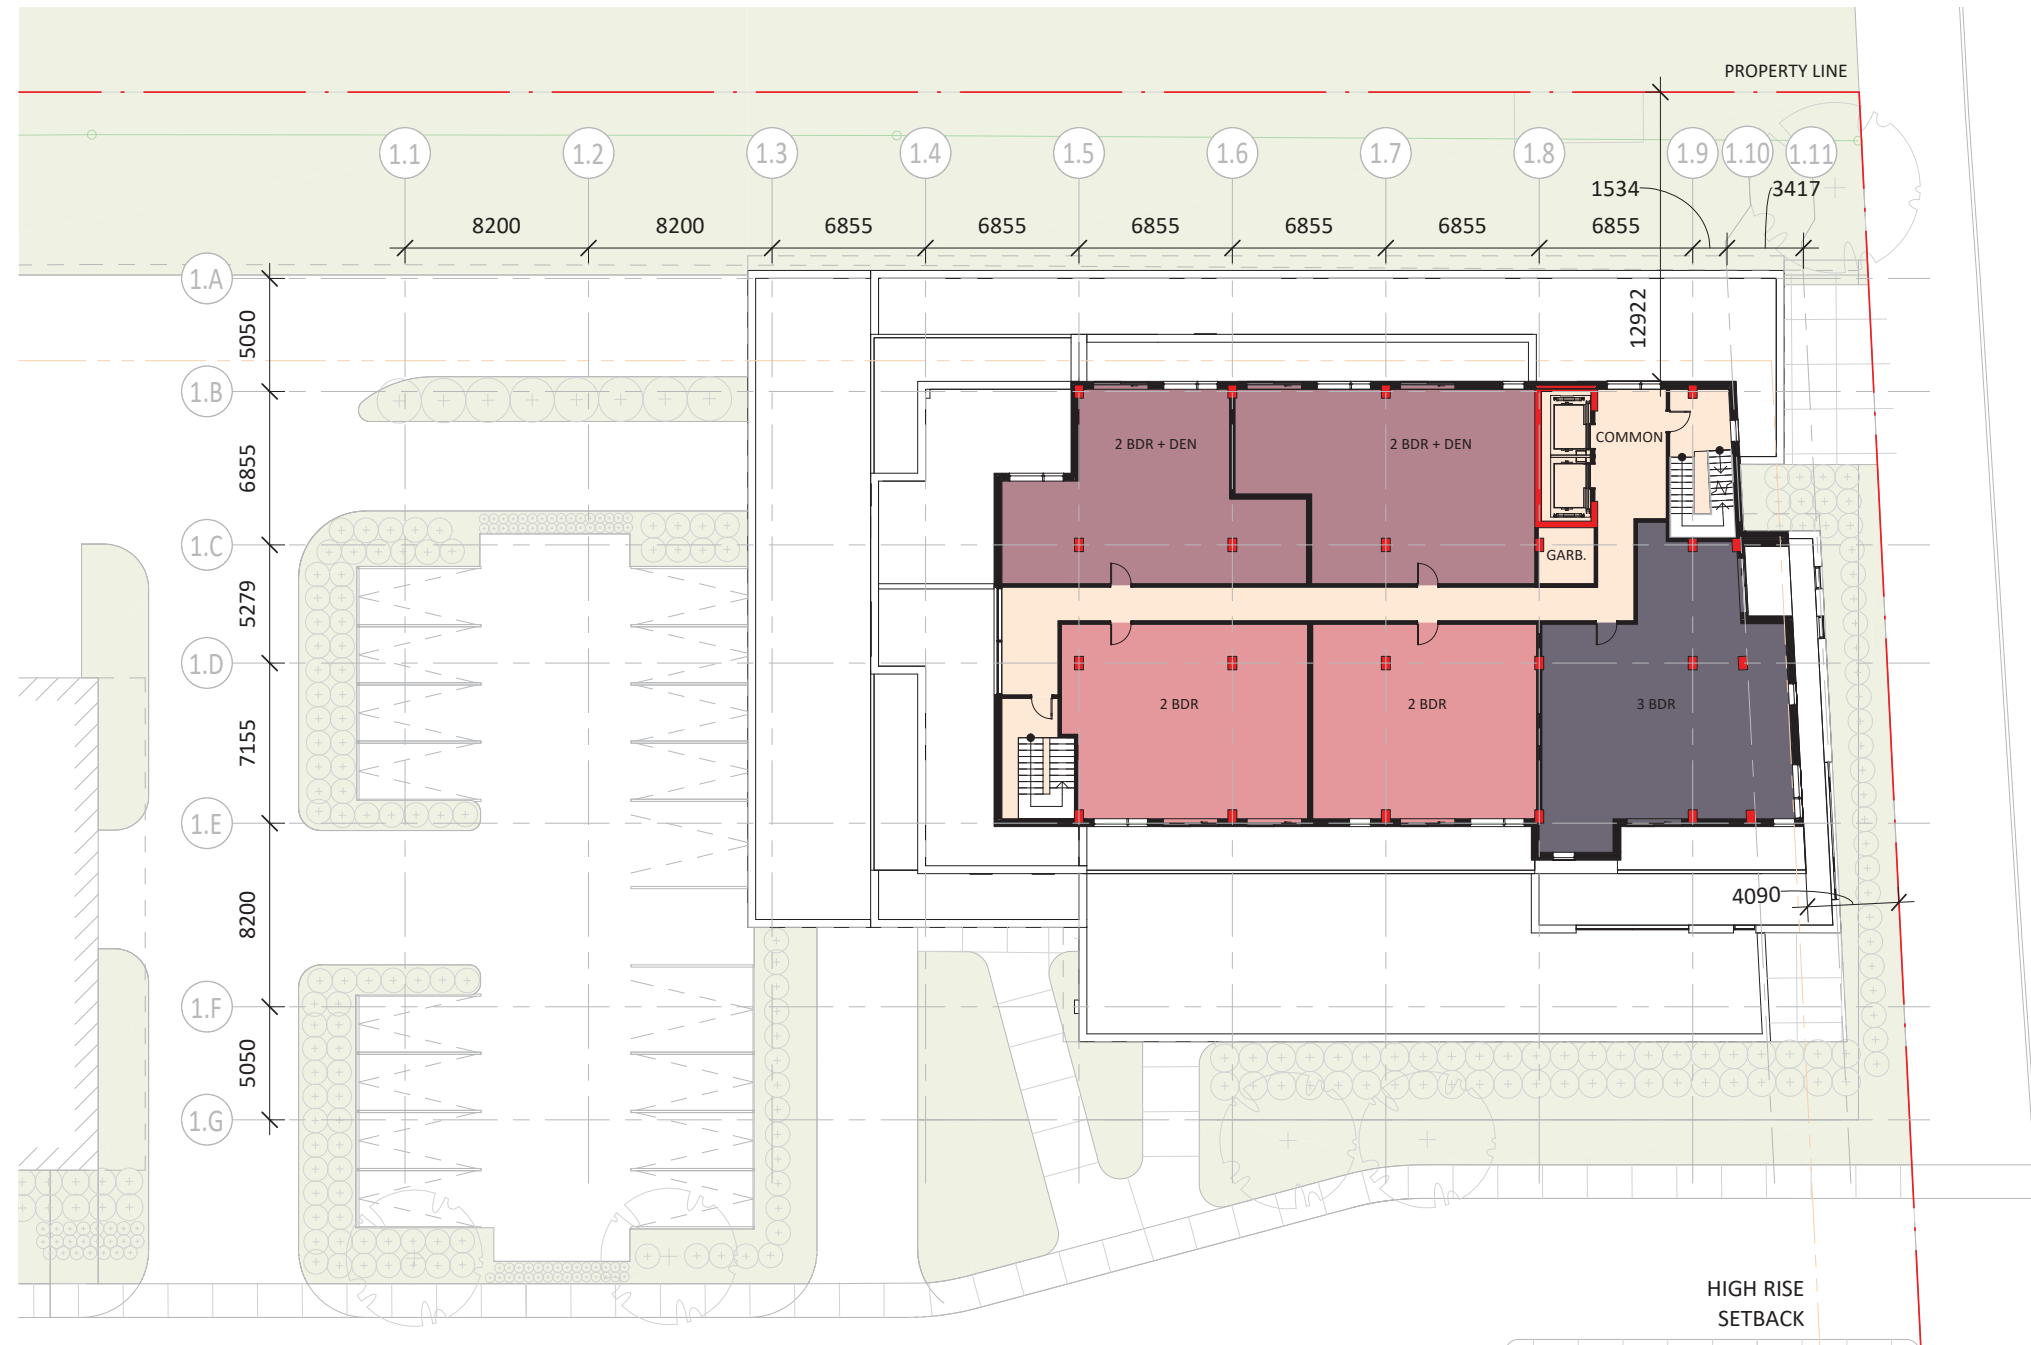 PROPERTY LINE
1.1
1.2
1.3
1.4
1.5
1.6
1.7
1.8
1.9
1.10
1.11
1534
3417
8200
8200
6855
6855
6855
6855
6855
6855
1.A
5050
12922
1.B
6855
2 BDR + DEN
2 BDR + DEN
COMMON
1.C
GARB.
5279
1.D
7155
2 BDR
2 BDR
3 BDR
1.E
8200
4090
1.F
5050
1.G
HIGH RISE
SETBACK